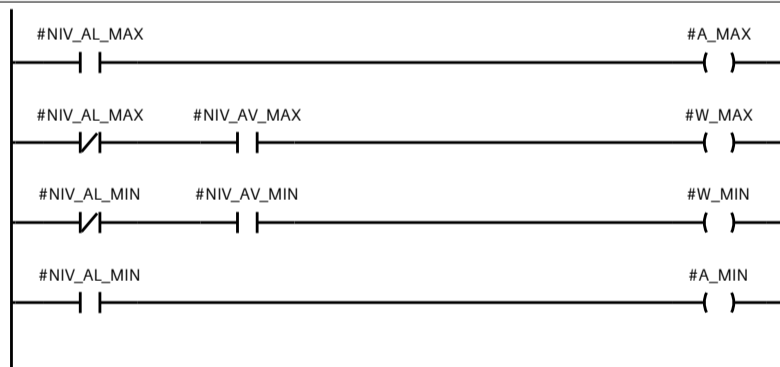 #NIV_AL_MAX #A_MAX
#NIV_AL_MAX #NIV_AV_MAX #W_MAX
#NIV_AL_MIN #NIV_AV_MIN #W_MIN
#NIV_AL_MIN #A_MIN